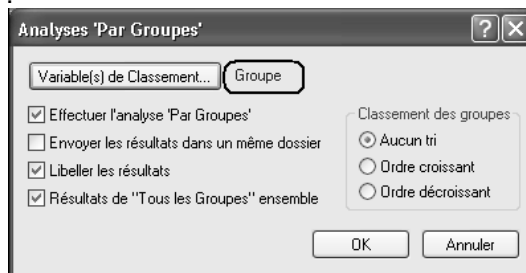 Analyses 'Par Groupes'
Variable(s) de Classement... Groupe
Effectuer l'analyse 'Par Groupes'
Envoyer les résultats dans un même dossier
Libeller les résultats
Résultats de "Tous les Groupes" ensemble
Classement des groupes
Aucun tri
Ordre croissant
Ordre décroissant
OK Annuler